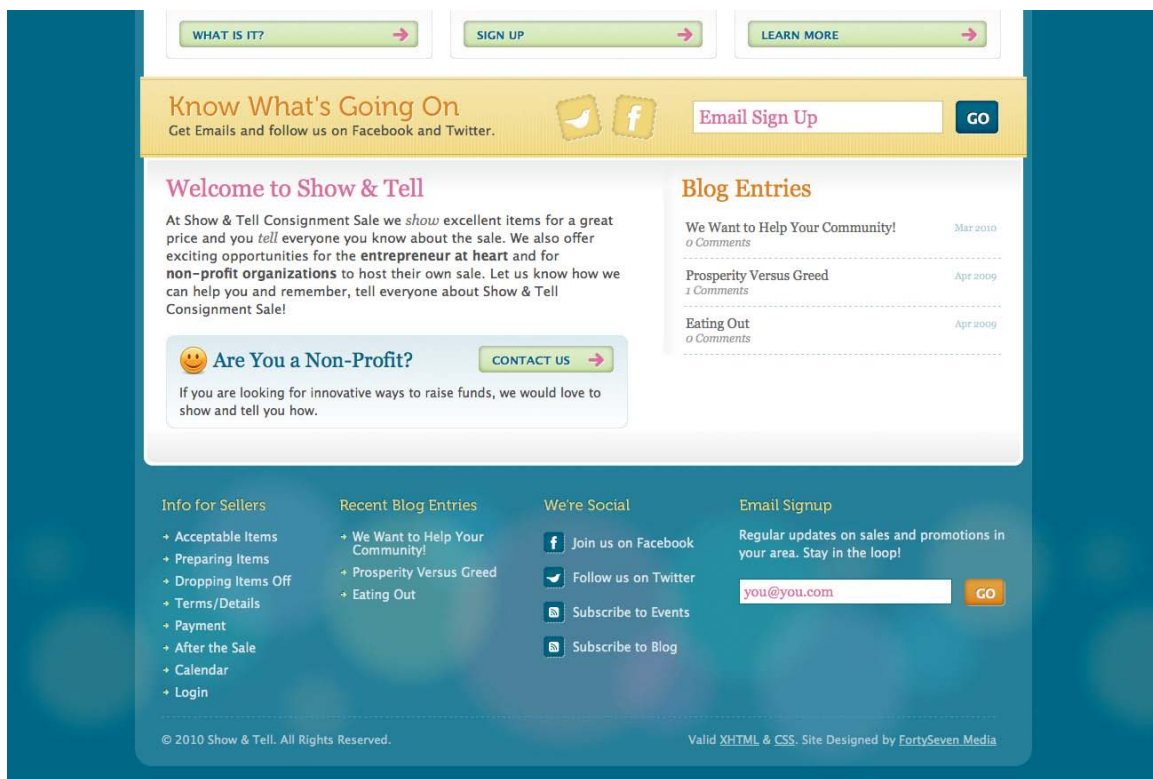 WHAT IS IT?
SIGN UP
LEARN MORE
Know What's Going On
Get Emails and follow us on Facebook and Twitter.
Email Sign Up
GO
Welcome to Show & Tell
At Show & Tell Consignment Sale we show excellent items for a great
price and you tell everyone you know about the sale. We also offer
exciting opportunities for the entrepreneur at heart and for
non-profit organizations to host their own sale. Let us know how we
can help you and remember, tell everyone about Show & Tell
Consignment Sale!
Are You a Non-Profit?
CONTACT US
If you are looking for innovative ways to raise funds, we would love to
show and tell you how.
Blog Entries
We Want to Help Your Community!
Mar 2010
0 Comments
Prosperity Versus Greed
Apr 2009
1 Comments
Eating Out
Apr 2009
0 Comments
Info for Sellers
Acceptable Items
Preparing Items
Dropping Items Off
Terms/Details
Payment
After the Sale
Calendar
Login
Recent Blog Entries
We Want to Help Your
Community!
Prosperity Versus Greed
Eating Out
We're Social
Join us on Facebook
Follow us on Twitter
Subscribe to Events
Subscribe to Blog
Email Signup
Regular updates on sales and promotions in
your area. Stay in the loop!
you@you.com
GO
© 2010 Show & Tell. All Rights Reserved.
Valid XHTML & CSS. Site Designed by FortySeven Media